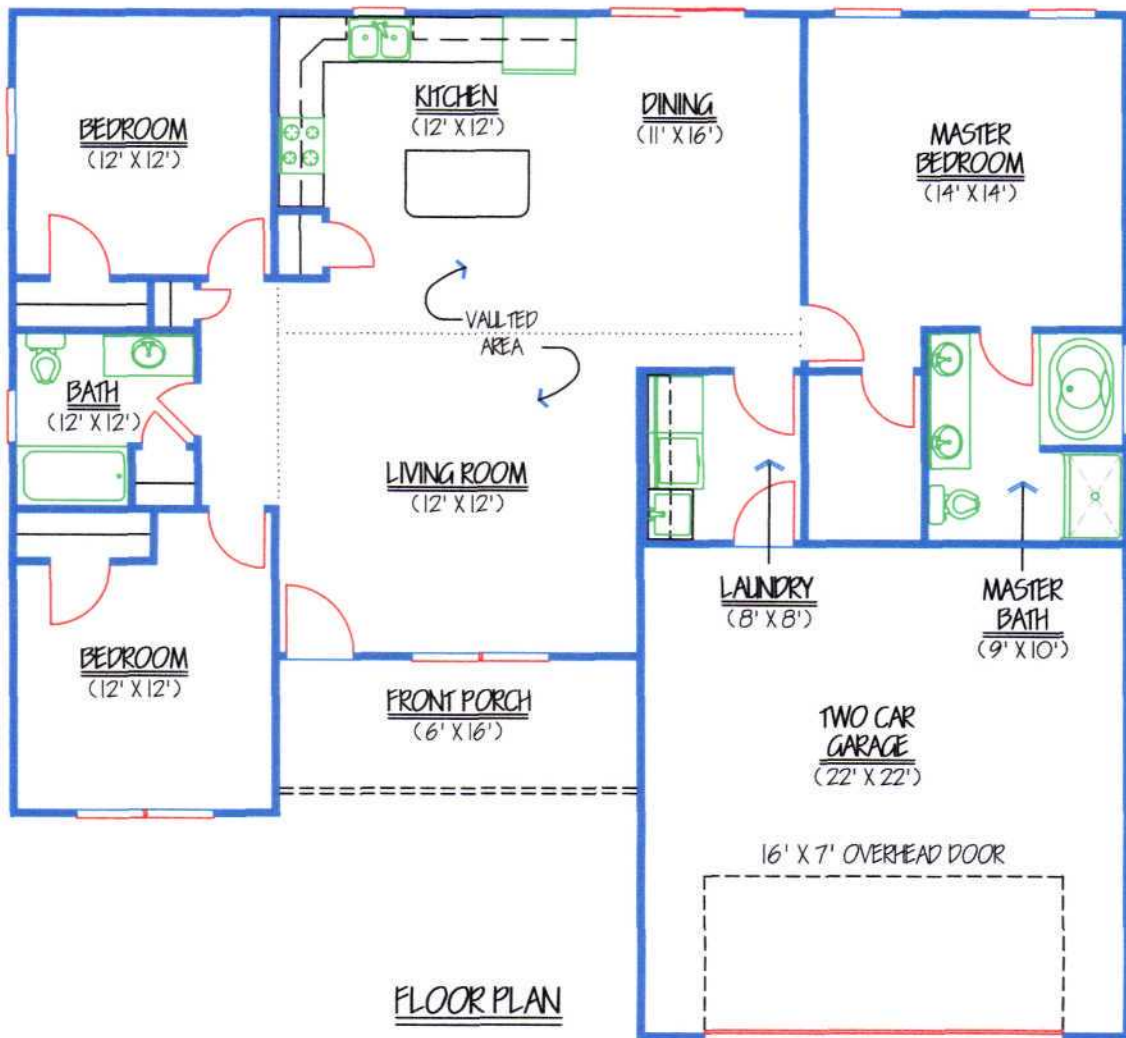 BEDROOM
(12' X 12')
KITCHEN
(12' X 12')
DINING
(11' X 16')
MASTER
BEDROOM
(14' X 14')
VAULTED
AREA
BATH
(12' X 12')
LIVING ROOM
(12' X 12')
LAUNDRY
(8' X 8')
MASTER
BATH
(9' X 10')
BEDROOM
(12' X 12')
FRONT PORCH
(6' X 16')
TWO CAR
GARAGE
(22' X 22')
16' X 7' OVERHEAD DOOR
FLOOR PLAN